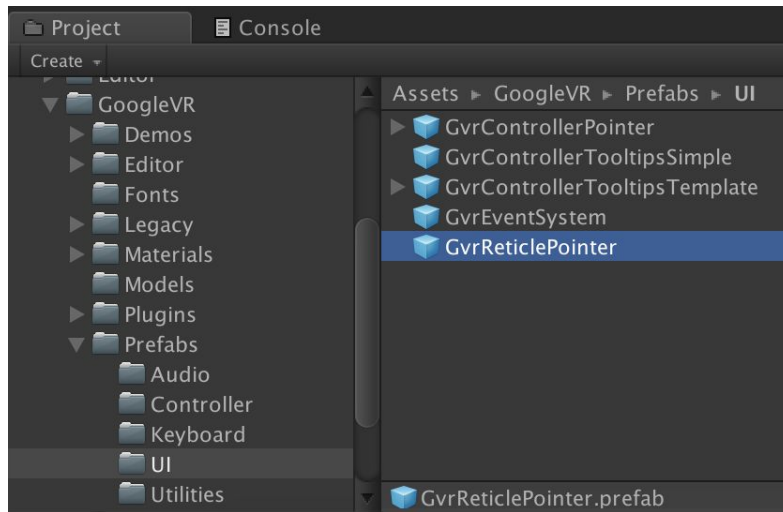 Project
Console
Create
Editor
GoogleVR
Demos
Editor
Fonts
Legacy
Materials
Models
Plugins
Prefabs
Audio
Controller
Keyboard
UI
Utilities
Assets ▸ GoogleVR ▸ Prefabs ▸ UI
GvrControllerPointer
GvrControllerTooltipsSimple
GvrControllerTooltipsTemplate
GvrEventSystem
GvrReticlePointer
GvrReticlePointer.prefab